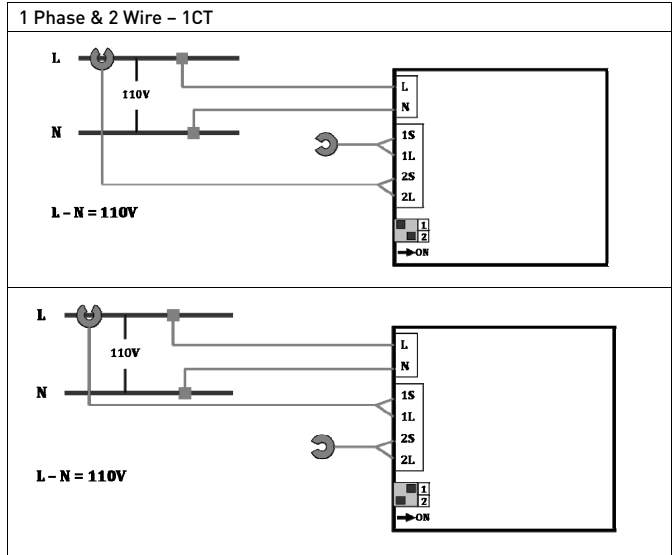 1 Phase & 2 Wire – 1CT
L
110V
N
L – N = 110V
L
N
1S
1L
2S
2L
1
2
ON
L
110V
N
L – N = 110V
L
N
1S
1L
2S
2L
1
2
ON